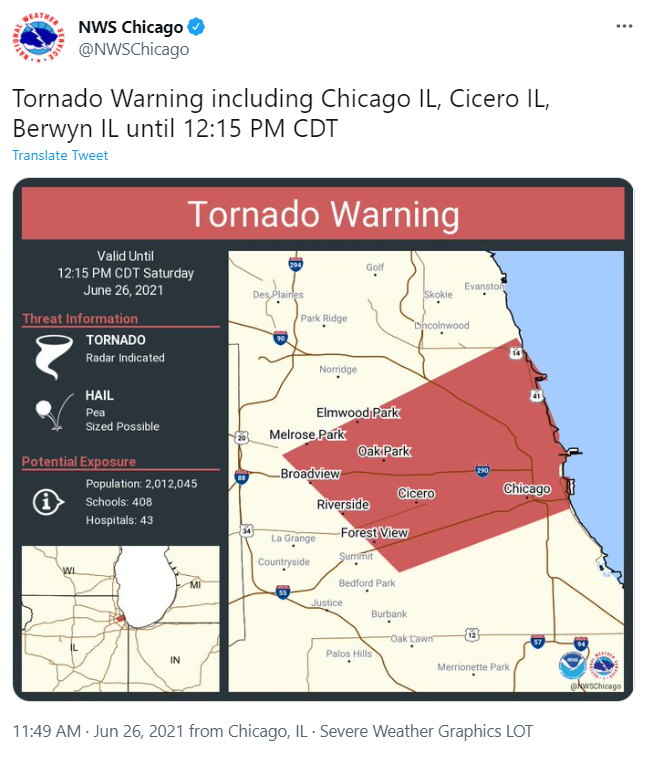 NWS Chicago
@NWSChicago
Tornado Warning including Chicago IL, Cicero IL,
Berwyn IL until 12:15 PM CDT
Translate Tweet
Tornado Warning
Valid Until
12:15 PM CDT Saturday
June 26, 2021
Threat Information
TORNADO
Radar Indicated
HAIL
Pea
Sized Possible
Potential Exposure
Population: 2,012,045
Schools: 408
Hospitals: 43
WI
MI
IL
IN
294
Golf
Evanston
Des Plaines
Skokie
Park Ridge
Lincolnwood
90
14
Norridge
41
Elmwood Park
20
Melrose Park
Oak Park
88
Broadview
290
Cicero
Chicago
Riverside
34
La Grange
Forest View
Countryside
Summit
55
Bedford Park
Justice
Burbank
Oak Lawn
12
57
94
Palos Hills
Merrionette Park
NOAA
@NWSChicago
11:49 AM · Jun 26, 2021 from Chicago, IL · Severe Weather Graphics LOT